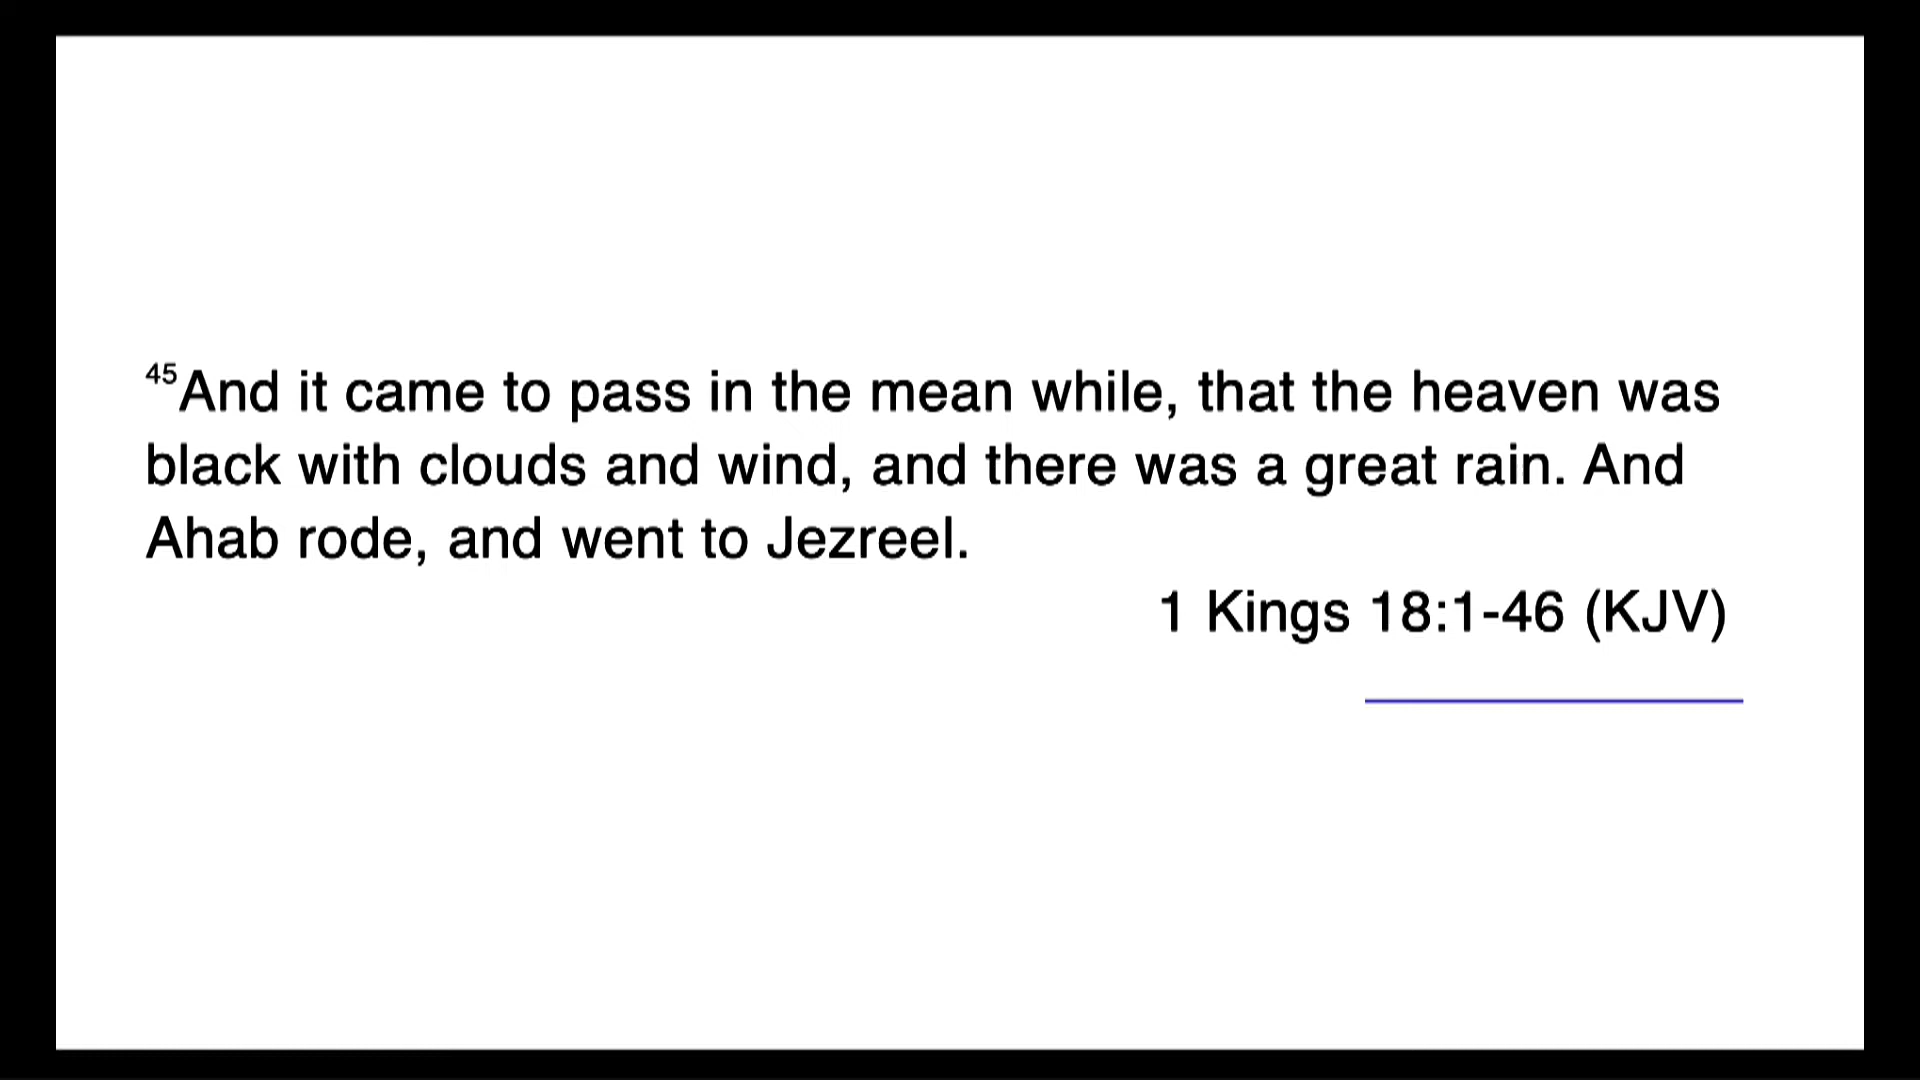 45And it came to pass in the mean while, that the heaven was
black with clouds and wind, and there was a great rain. And
Ahab rode, and went to Jezreel.
1 Kings 18:1-46 (KJV)